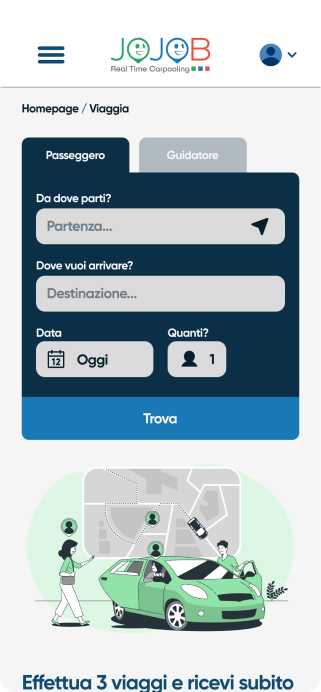 JOJOB
Real Time Carpooling
Homepage / Viaggia
Passeggero
Guidatore
Da dove parti?
Partenza...
Dove vuoi arrivare?
Destinazione...
Data
Quanti?
12
Oggi
1
Trova
Effettua 3 viaggi e ricevi subito